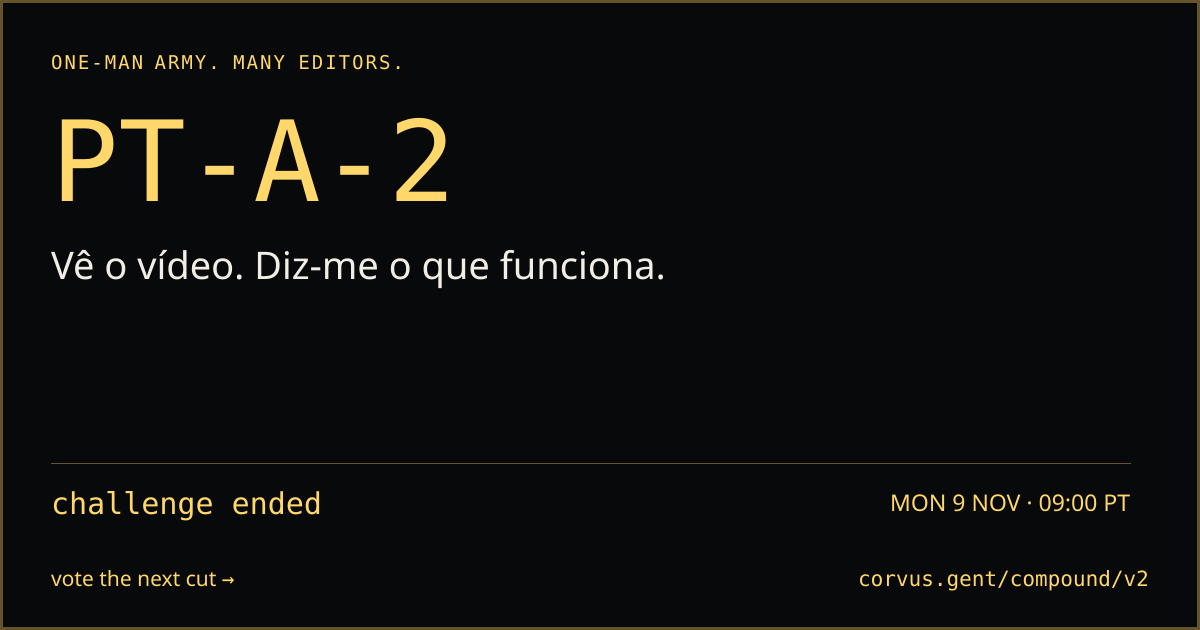 ONE-MAN ARMY. MANY EDITORS.
PT-A-2
Vê o vídeo. Diz-me o que funciona.
challenge ended
MON 9 NOV · 09:00 PT
vote the next cut →
corvus.gent/compound/v2